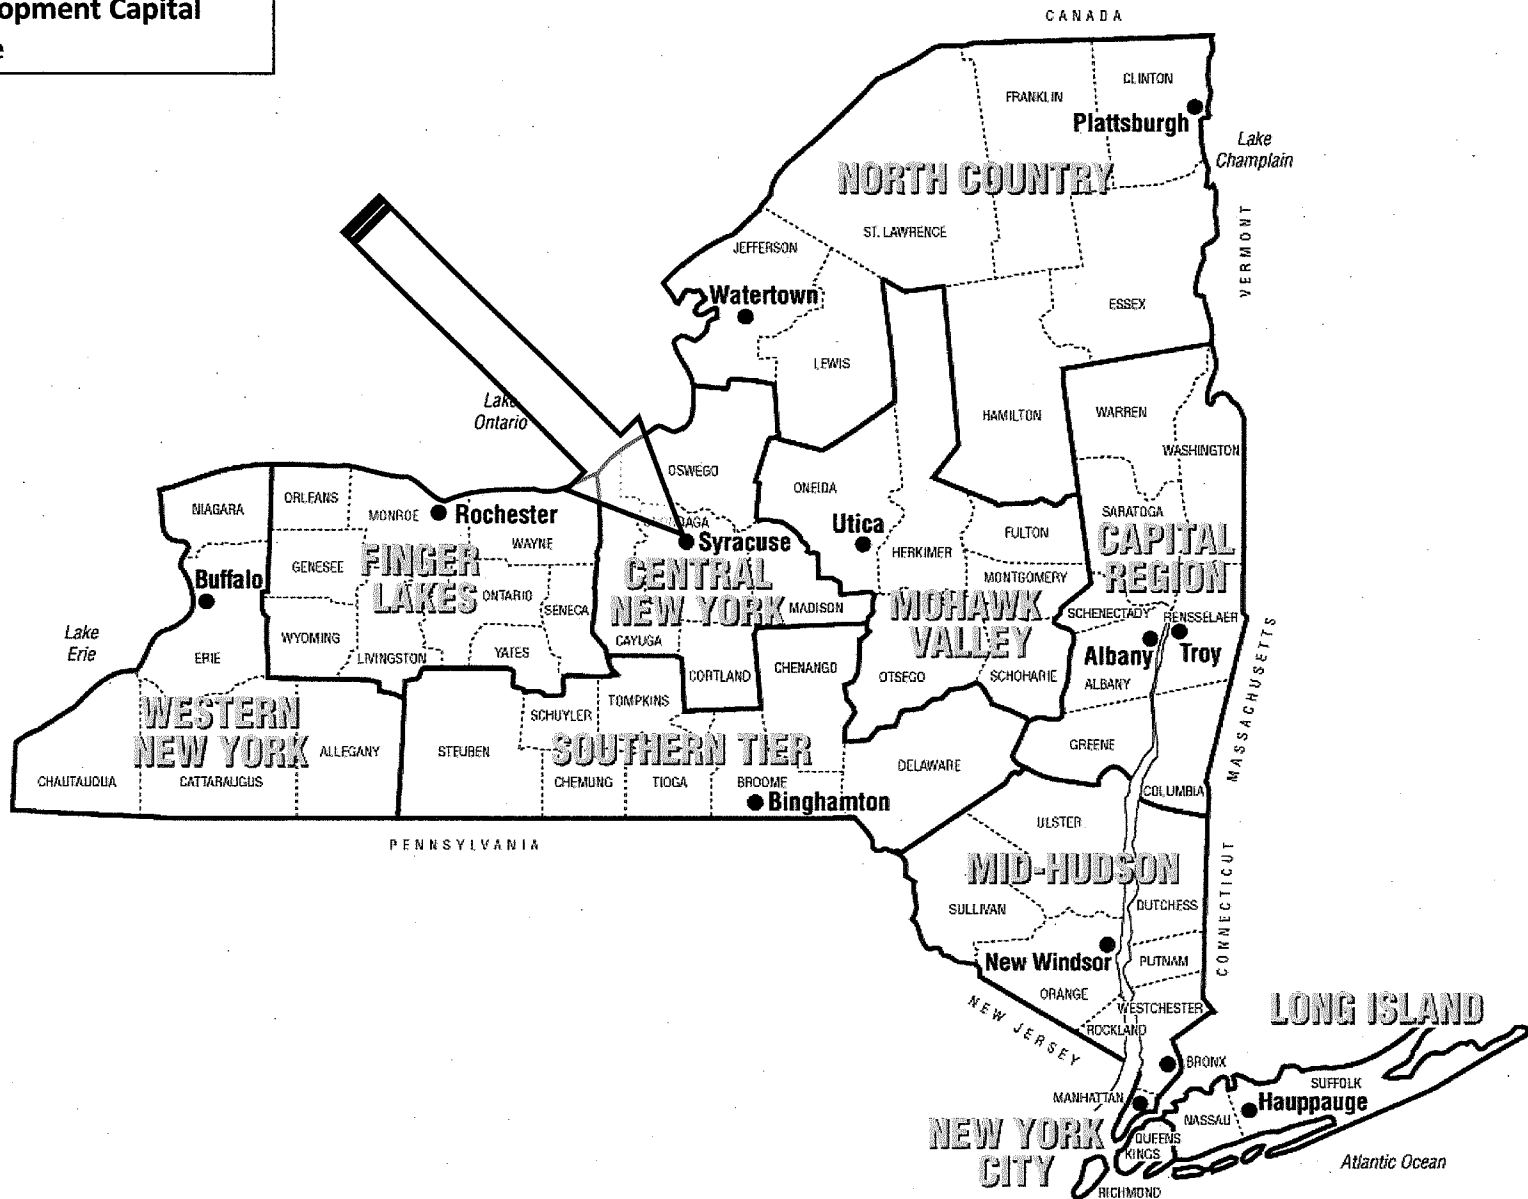 opment Capital
e
CANADA
CLINTON
FRANKLIN
Plattsburgh
Lake
Champlain
NORTH COUNTRY
ST. LAWRENCE
JEFFERSON
VERMONT
Watertown
ESSEX
LEWIS
Lake
Ontario
HAMILTON
WARREN
WASHINGTON
OSWEGO
ONEIDA
NIAGARA
ORLEANS
MONROE
Rochester
WAYNE
AGA
Syracuse
Utica
HERKIMER
FULTON
SARATOGA
CAPITAL
REGION
GENESEE
FINGER
LAKES
ONTARIO
SENECA
CENTRAL
NEW YORK
MADISON
MONTGOMERY
MOHAWK
VALLEY
SCHENECTADY
RENSSELAER
Buffalo
Lake
Erie
ERIE
WYOMING
LIVINGSTON
YATES
CAYUGA
CORTLAND
CHENANGO
OTSEGO
SCHOHARIE
Albany
Troy
ALBANY
MASSACHUSETTS
WESTERN
NEW YORK
ALLEGANY
STEUBEN
SCHUYLER
TOMPKINS
SOUTHERN TIER
GREENE
CHAUTAUQUA
CATTARAUGUS
CHEMUNG
TIOGA
BROOME
Binghamton
DELAWARE
COLUMBIA
PENNSYLVANIA
ULSTER
MID-HUDSON
SULLIVAN
DUTCHESS
CONNECTICUT
New Windsor
PUTNAM
ORANGE
WESTCHESTER
ROCKLAND
NEW JERSEY
LONG ISLAND
BRONX
SUFFOLK
MANHATTAN
Hauppauge
NASSAU
NEW YORK
CITY
QUEENS
KINGS
RICHMOND
Atlantic Ocean